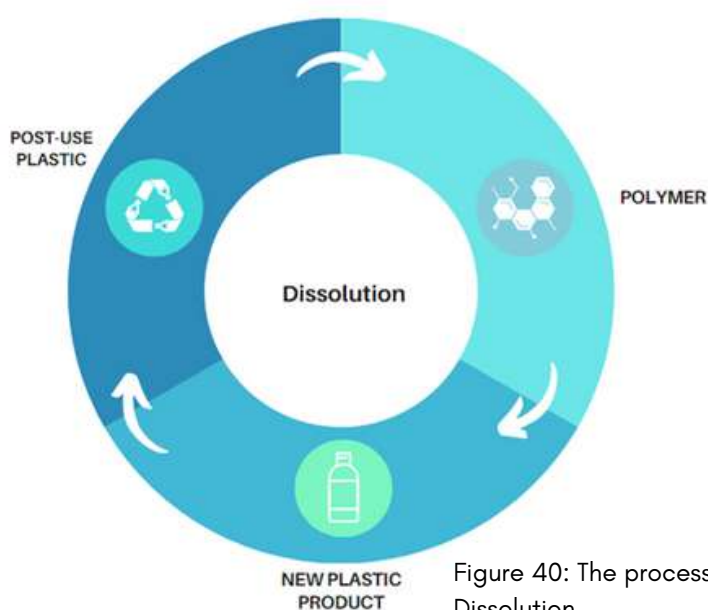 POST-USE
PLASTIC
POLYMER
Dissolution
NEW PLASTIC
PRODUCT
Figure 40: The process
Dissolution